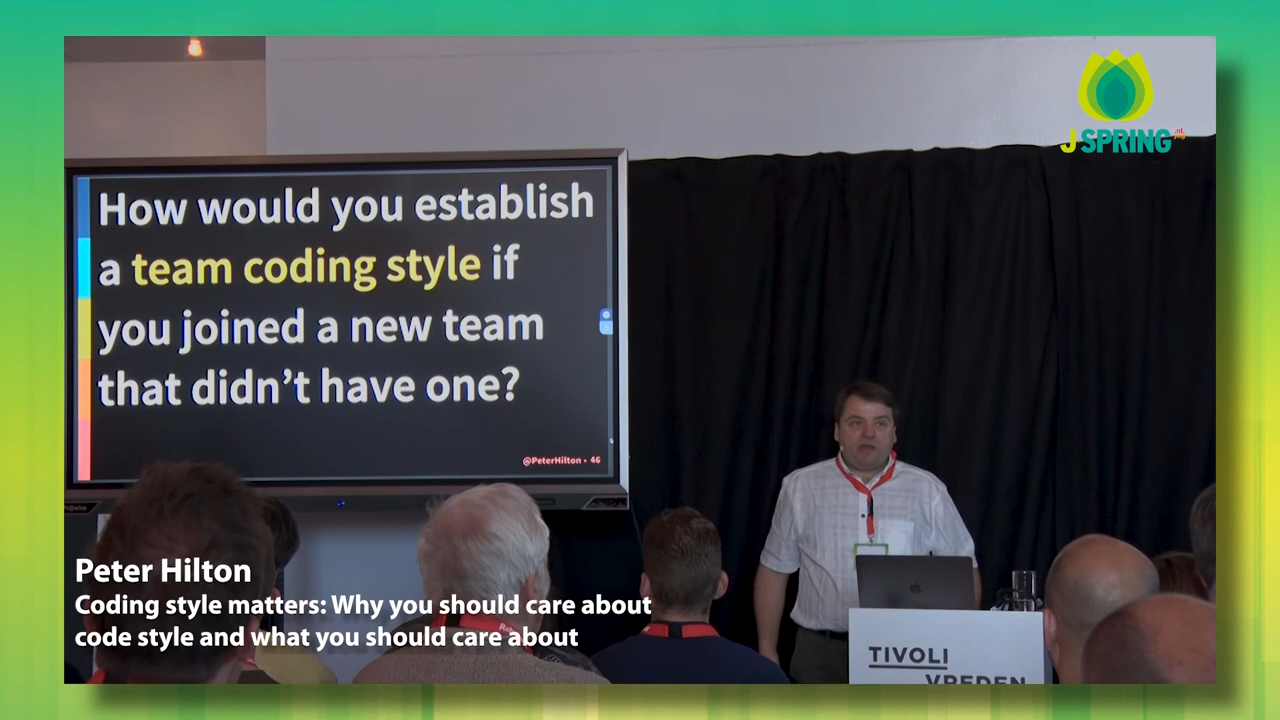 J SPRING
How would you establish
a team coding style if
you joined a new team
that didn't have one?
@PeterHilton • 46
Peter Hilton
Coding style matters: Why you should care about
code style and what you should care about
TIVOLI
VREDEN